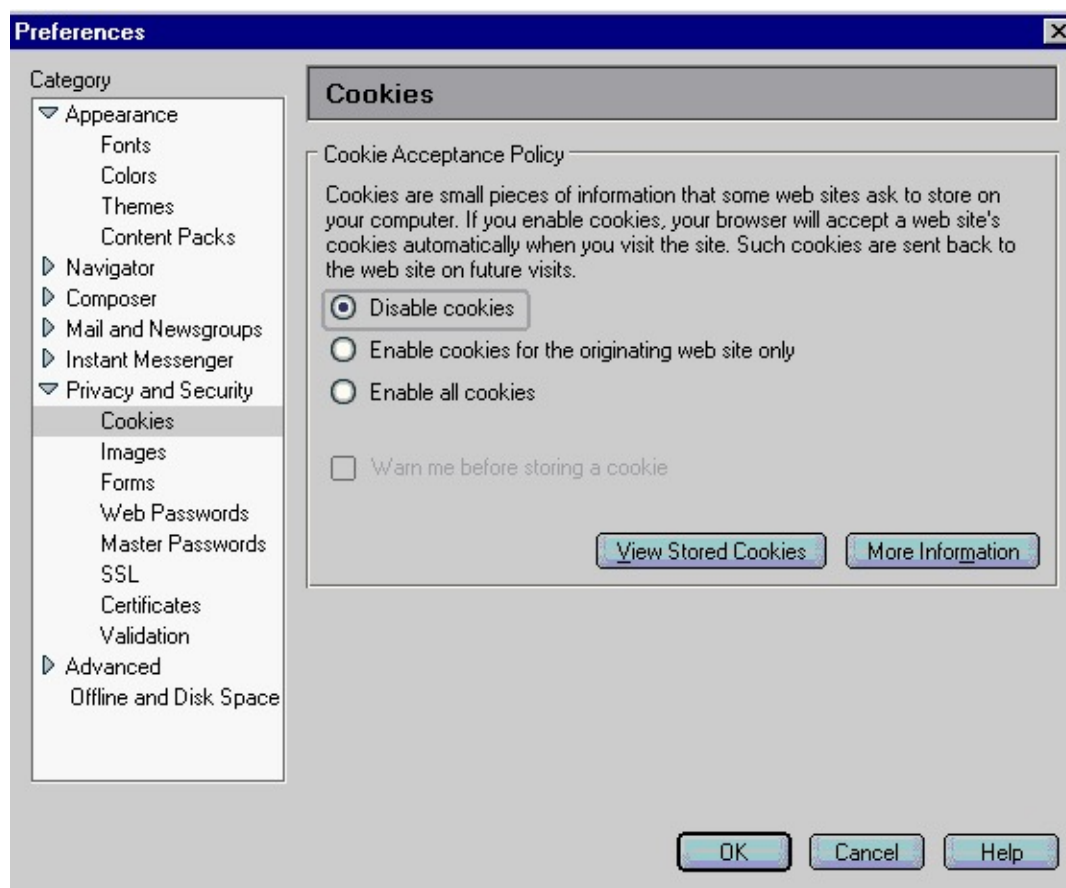 Preferences
Category
Appearance
Fonts
Colors
Themes
Content Packs
Navigator
Composer
Mail and Newsgroups
Instant Messenger
Privacy and Security
Cookies
Images
Forms
Web Passwords
Master Passwords
SSL
Certificates
Validation
Advanced
Offline and Disk Space
Cookies
Cookie Acceptance Policy
Cookies are small pieces of information that some web sites ask to store on
your computer. If you enable cookies, your browser will accept a web site's
cookies automatically when you visit the site. Such cookies are sent back to
the web site on future visits.
Disable cookies
Enable cookies for the originating web site only
Enable all cookies
Warn me before storing a cookie
View Stored Cookies
More Information
OK
Cancel
Help